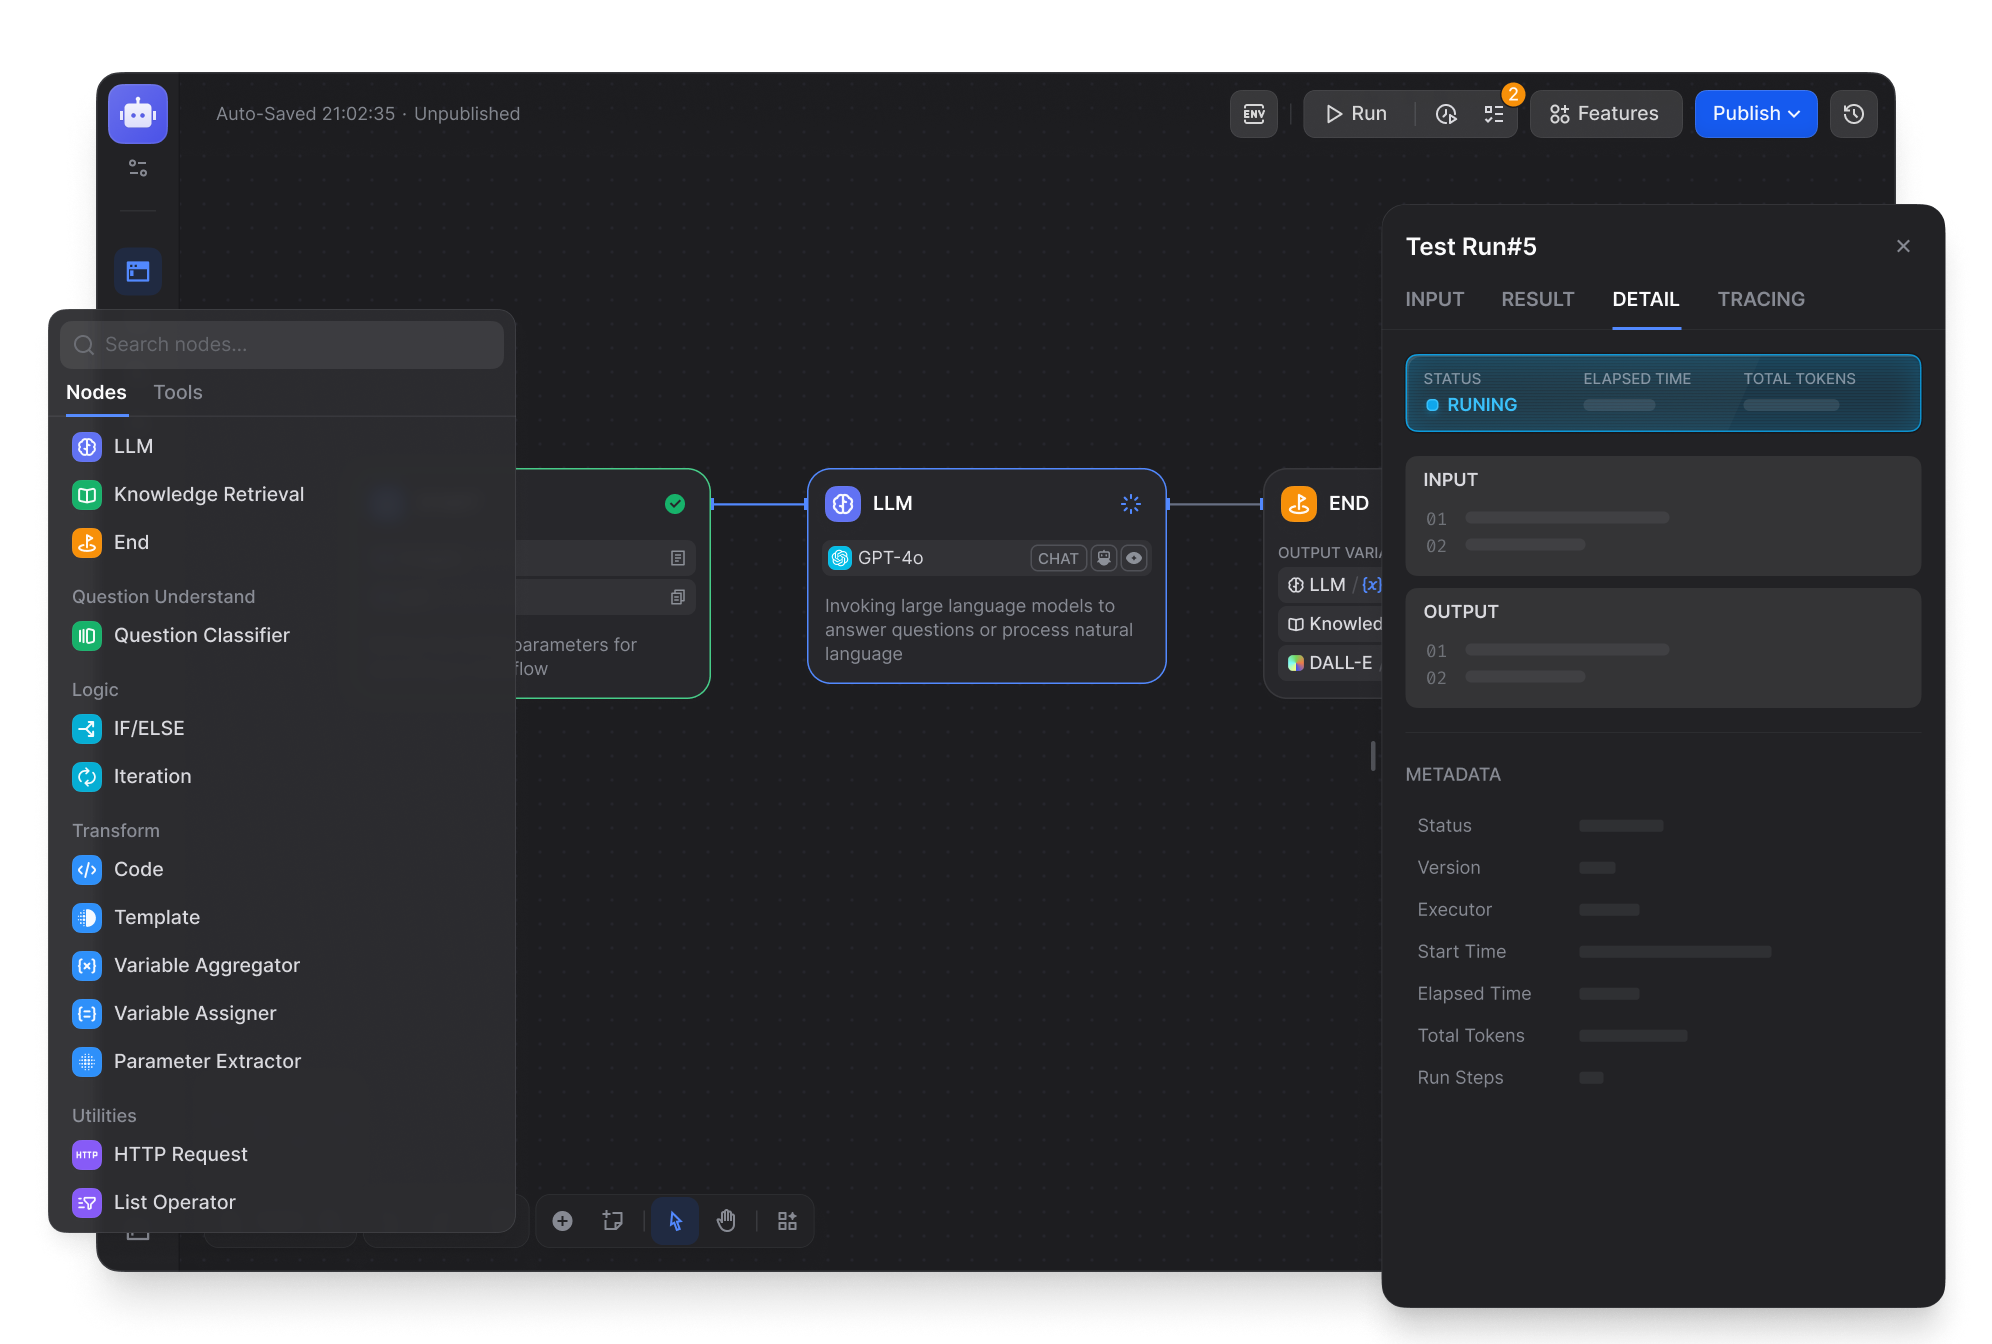 Auto-Saved 21:02:35 · Unpublished
ENV
Run
2
Features
Publish
Search nodes...
Nodes
Tools
LLM
Knowledge Retrieval
End
Question Understand
Question Classifier
Logic
IF/ELSE
Iteration
Transform
Code
Template
Variable Aggregator
Variable Assigner
Parameter Extractor
Utilities
HTTP
HTTP Request
List Operator
parameters for
flow
LLM
GPT-4o
CHAT
Invoking large language models to
answer questions or process natural
language
END
OUTPUT VARIA
LLM / {x}
Knowled
DALL-E
Test Run#5
INPUT
RESULT
DETAIL
TRACING
STATUS
ELAPSED TIME
TOTAL TOKENS
RUNING
INPUT
01
02
OUTPUT
01
02
METADATA
Status
Version
Executor
Start Time
Elapsed Time
Total Tokens
Run Steps